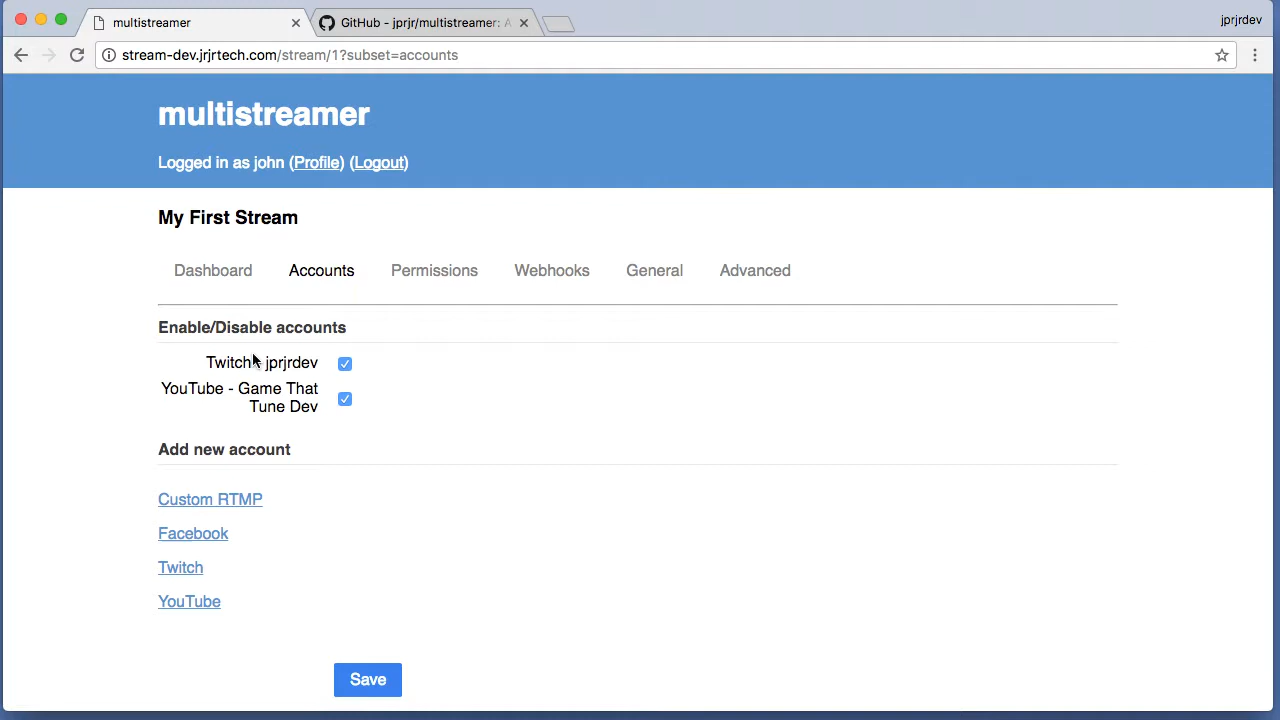 multistreamer
GitHub - jprjr/multistreamer: A
jprjrdev
stream-dev.jrjrtech.com/stream/1?subset=accounts
multistreamer
Logged in as john (Profile) (Logout)
My First Stream
Dashboard Accounts Permissions Webhooks General Advanced
Enable/Disable accounts
Twitch jprjrdev
YouTube - Game That
Tune Dev
Add new account
Custom RTMP
Facebook
Twitch
YouTube
Save